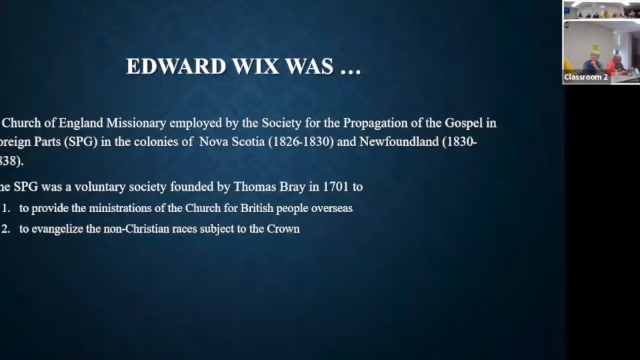 EDWARD WIX WAS …
Church of England Missionary employed by the Society for the Propagation of the Gospel in
oreign Parts (SPG) in the colonies of Nova Scotia (1826-1830) and Newfoundland (1830-
838).
he SPG was a voluntary society founded by Thomas Bray in 1701 to
1. to provide the ministrations of the Church for British people overseas
2. to evangelize the non-Christian races subject to the Crown
Classroom 2